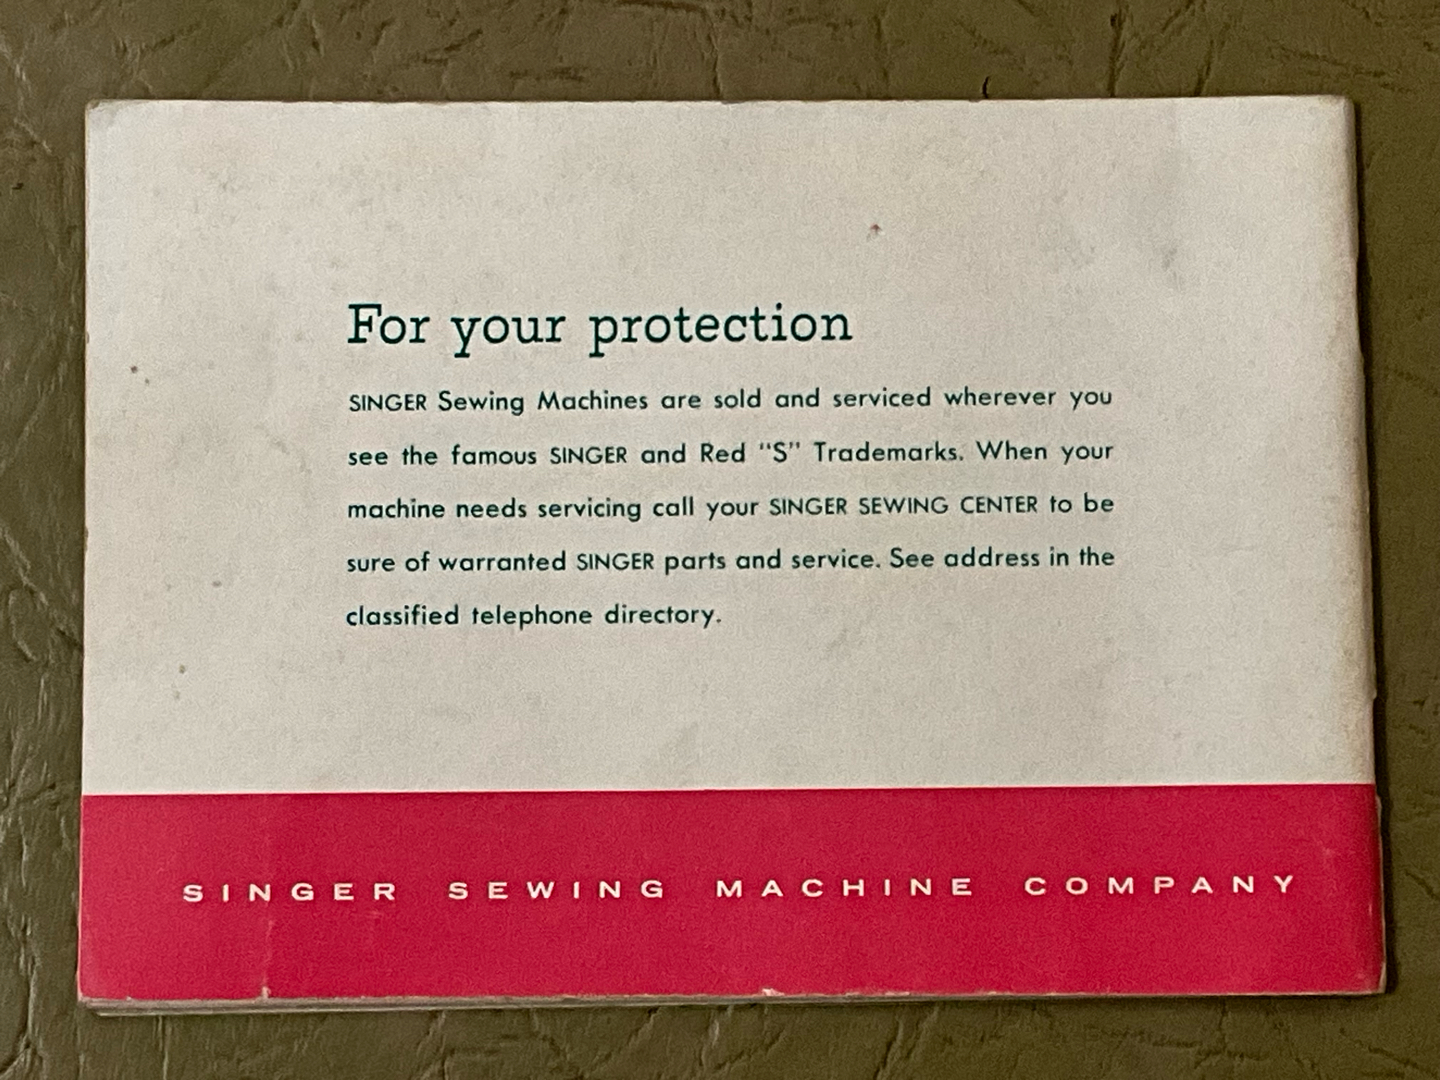 For your protection
SINGER Sewing Machines are sold and serviced wherever you
see the famous SINGER and Red “S” Trademarks. When your
machine needs servicing call your SINGER SEWING CENTER to be
sure of warranted SINGER parts and service. See address in the
classified telephone directory.
SINGER SEWING MACHINE COMPANY